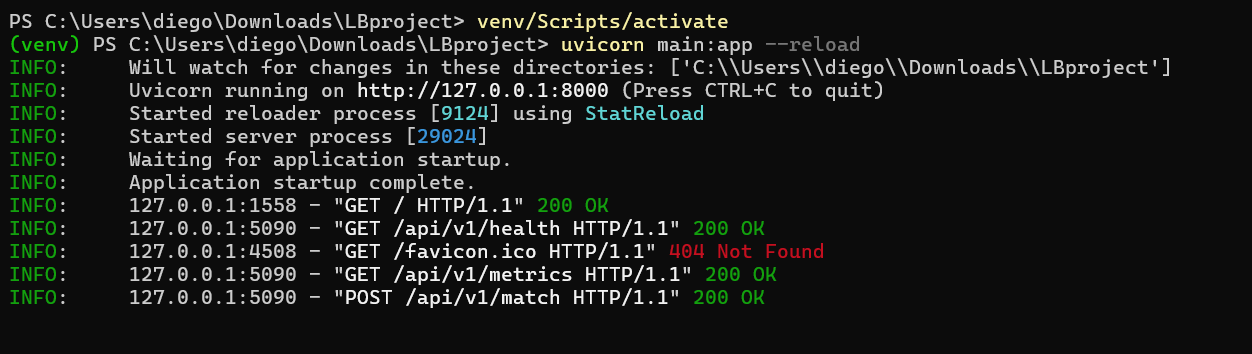 PS C:\Users\diego\Downloads\LBproject> venv/Scripts/activate
(venv) PS C:\Users\diego\Downloads\LBproject> uvicorn main:app --reload
INFO:     Will watch for changes in these directories: ['C:\\Users\\diego\\Downloads\\LBproject']
INFO:     Uvicorn running on http://127.0.0.1:8000 (Press CTRL+C to quit)
INFO:     Started reloader process [9124] using StatReload
INFO:     Started server process [29024]
INFO:     Waiting for application startup.
INFO:     Application startup complete.
INFO:     127.0.0.1:1558 - "GET / HTTP/1.1" 200 OK
INFO:     127.0.0.1:5090 - "GET /api/v1/health HTTP/1.1" 200 OK
INFO:     127.0.0.1:4508 - "GET /favicon.ico HTTP/1.1" 404 Not Found
INFO:     127.0.0.1:5090 - "GET /api/v1/metrics HTTP/1.1" 200 OK
INFO:     127.0.0.1:5090 - "POST /api/v1/match HTTP/1.1" 200 OK